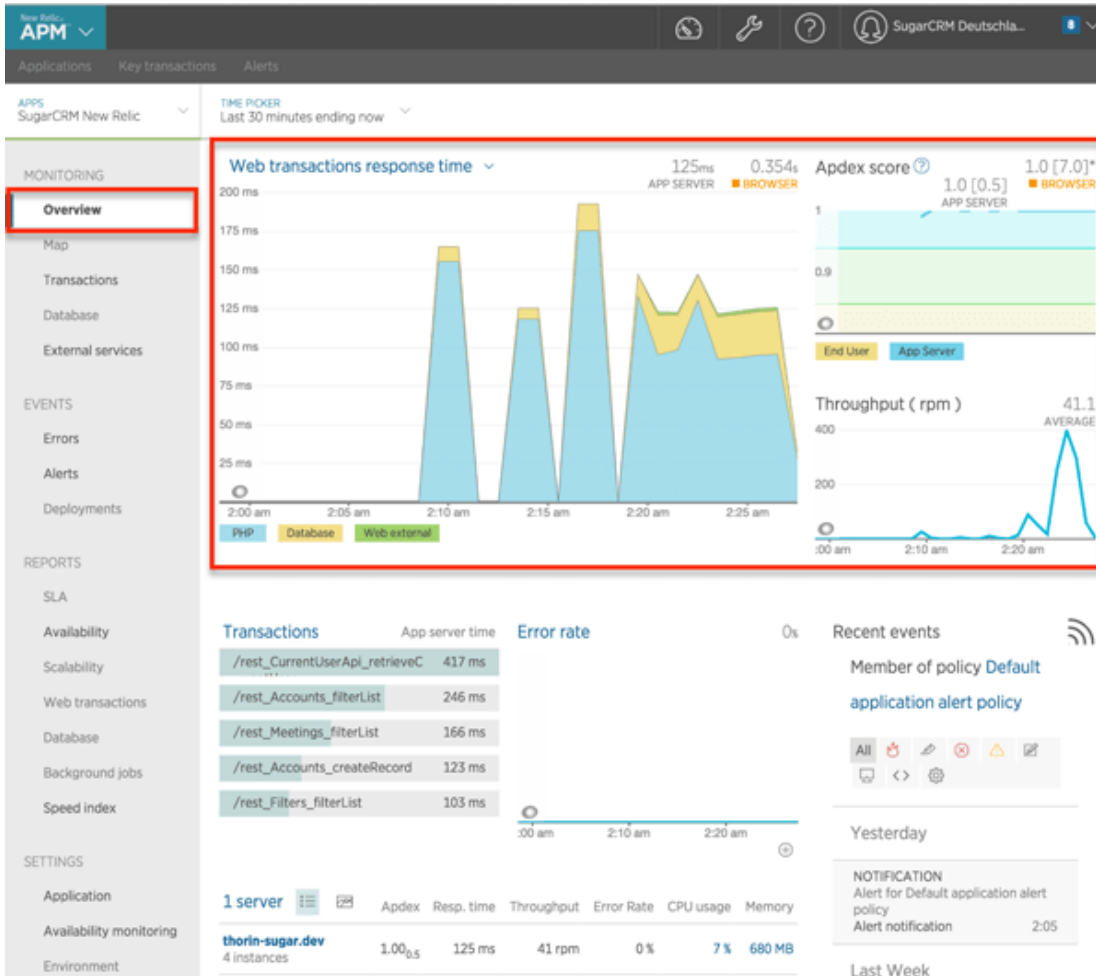 New Relic.
APM
SugarCRM Deutschla...
8
Applications Key transactions Alerts
APPS
SugarCRM New Relic
TIME PICKER
Last 30 minutes ending now
MONITORING
Overview
Map
Transactions
Database
External services
EVENTS
Errors
Alerts
Deployments
REPORTS
SLA
Availability
Scalability
Web transactions
Database
Background jobs
Speed index
SETTINGS
Application
Availability monitoring
Environment
Web transactions response time
125ms
APP SERVER
0.354s
BROWSER
200 ms
175 ms
150 ms
125 ms
100 ms
75 ms
50 ms
25 ms
2:00 am 2:05 am 2:10 am 2:15 am 2:20 am 2:25 am
PHP Database Web external
Apdex score ?
1.0 [0.5]
APP SERVER
1.0 [7.0]*
BROWSER
1
0.9
End User App Server
Throughput ( rpm )
41.1
AVERAGE
400
200
:00 am 2:10 am 2:20 am
Transactions App server time
/rest_CurrentUserApi_retrieveC 417 ms
/rest_Accounts_filterList 246 ms
/rest_Meetings_filterList 166 ms
/rest_Accounts_createRecord 123 ms
/rest_Filters_filterList 103 ms
Error rate
0%
:00 am 2:10 am 2:20 am
Recent events
Member of policy Default
application alert policy
All
Yesterday
NOTIFICATION
Alert for Default application alert
policy
Alert notification 2:05
Last Week
1 server
Apdex Resp. time Throughput Error Rate CPU usage Memory
thorin-sugar.dev
4 instances
1.00 0.5 125 ms 41 rpm 0 % 7 % 680 MB